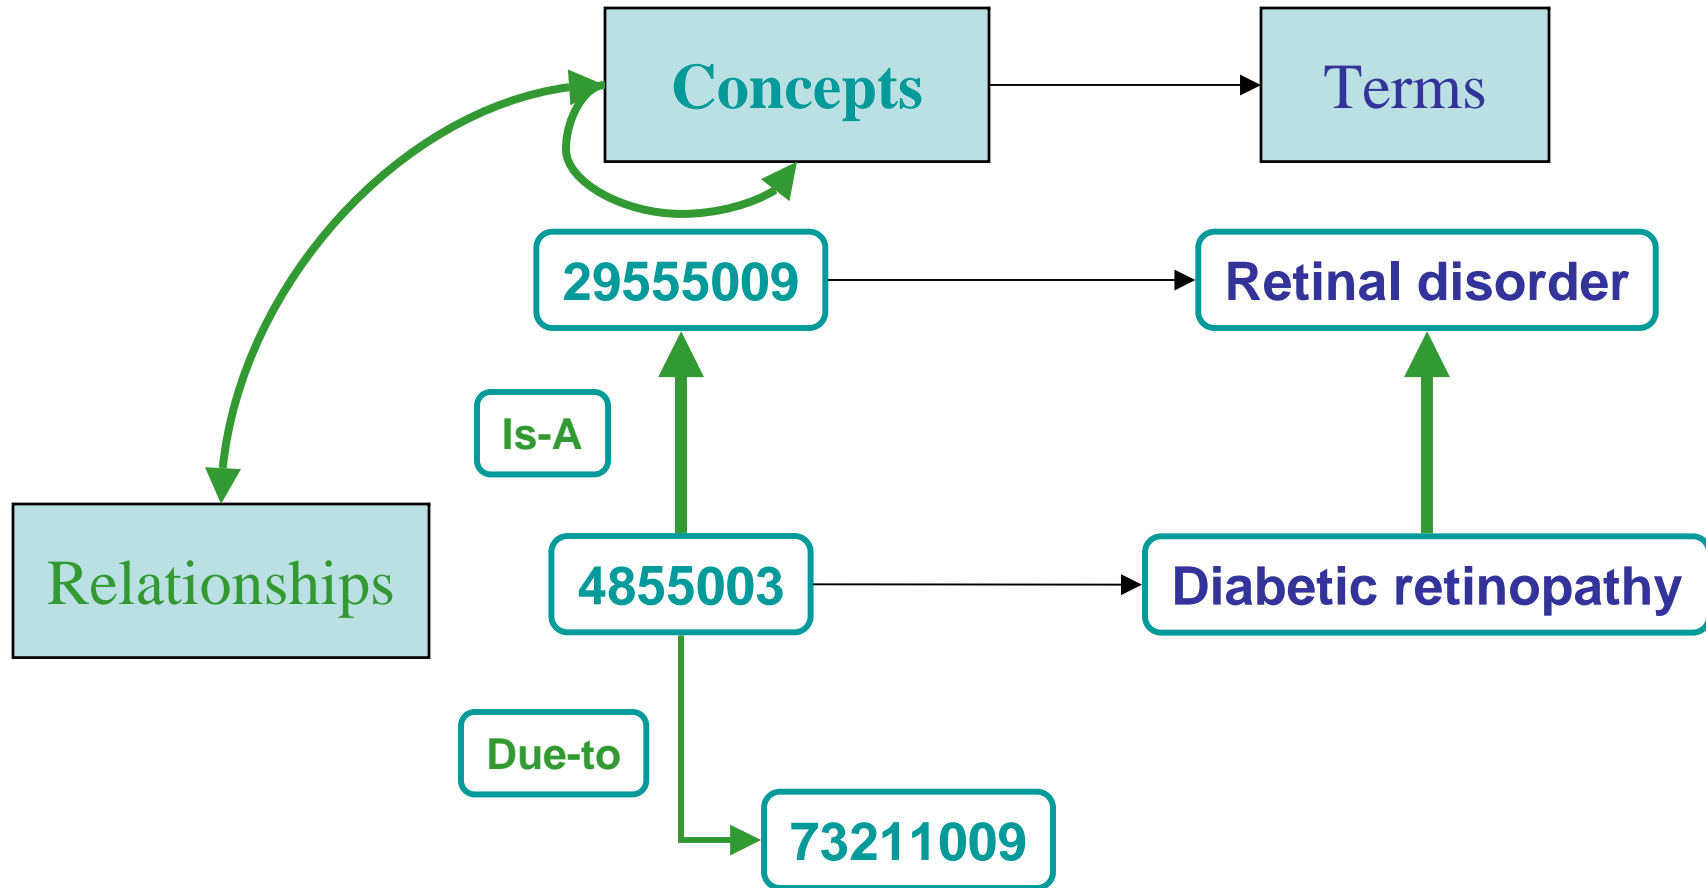 Concepts
Terms
29555009
Retinal disorder
Is-A
Relationships
4855003
Diabetic retinopathy
Due-to
73211009